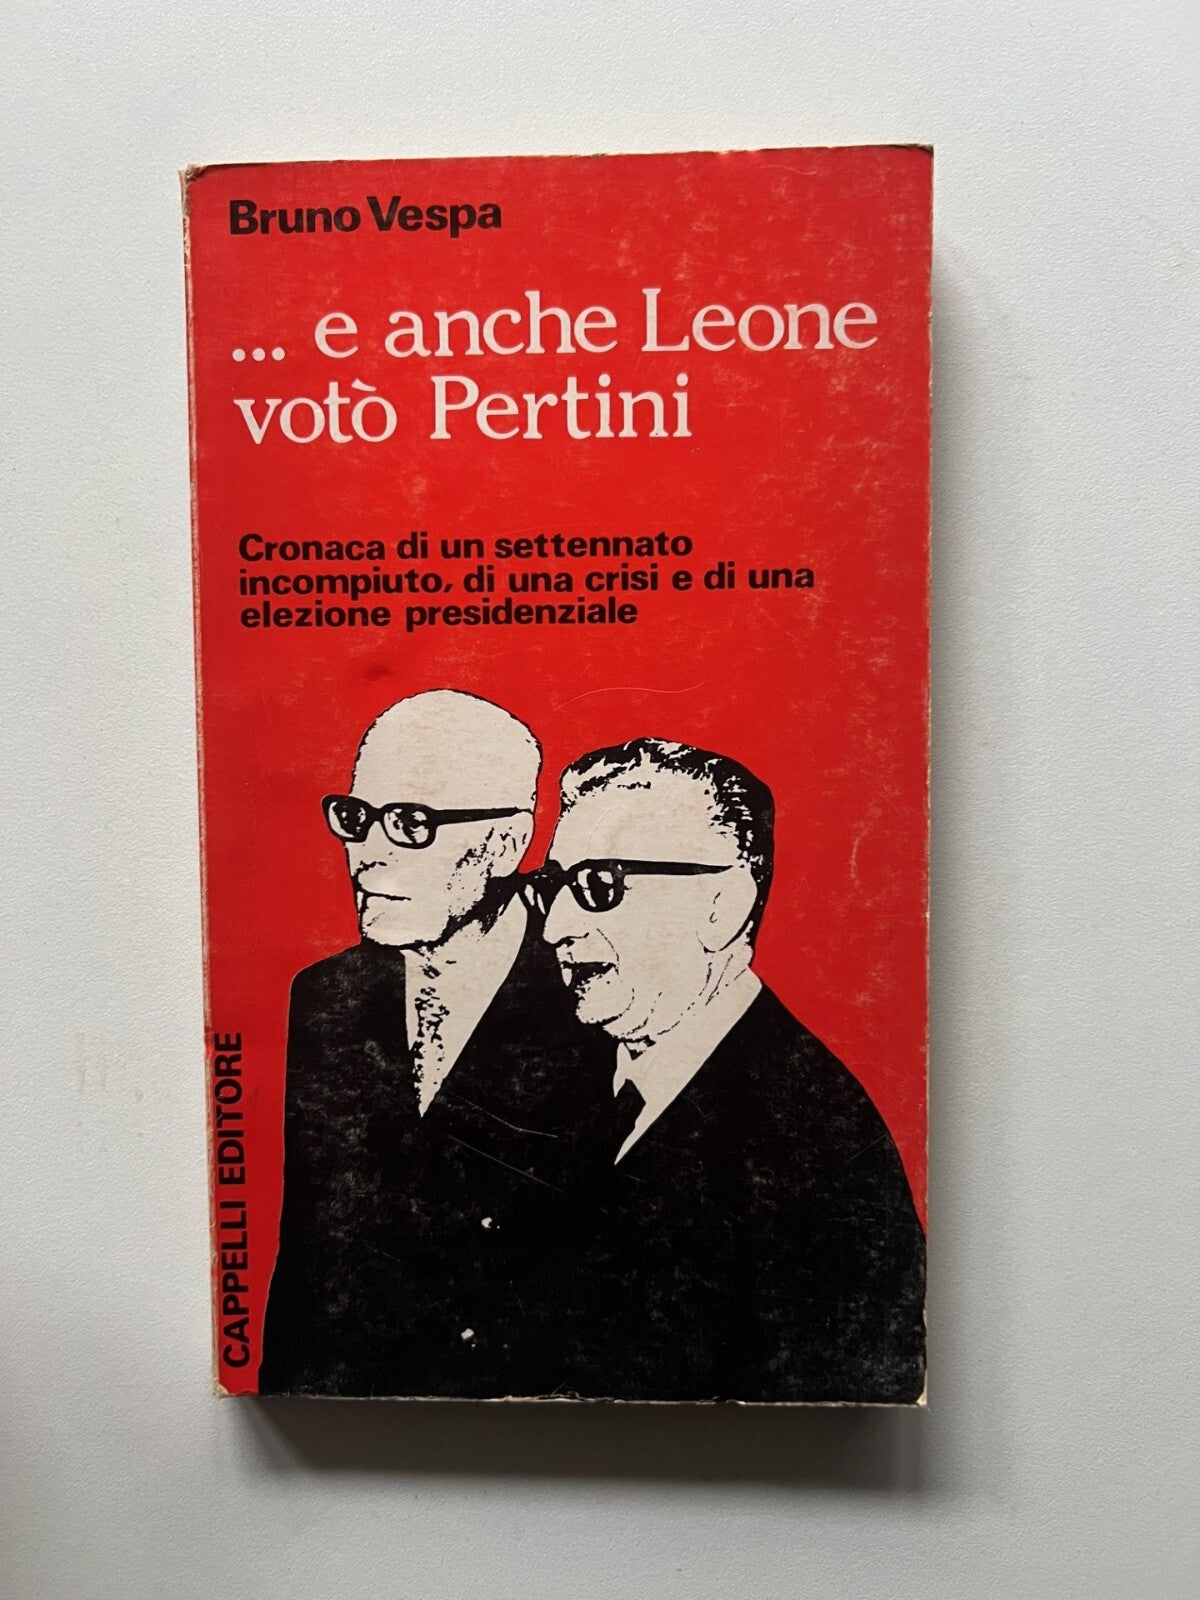 Bruno Vespa
... e anche Leone
votò Pertini
Cronaca di un settennato
incompiuto, di una crisi e di una
elezione presidenziale
CAPPELLI EDITORE